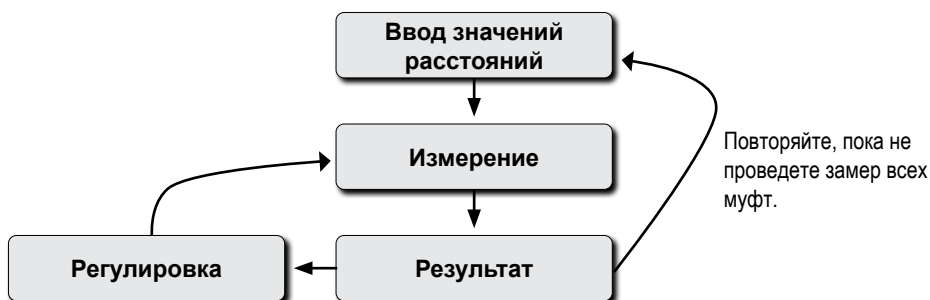 Ввод значений
расстояний
Измерение
Повторяйте, пока не
проведете замер всех
муфт.
Регулировка
Результат